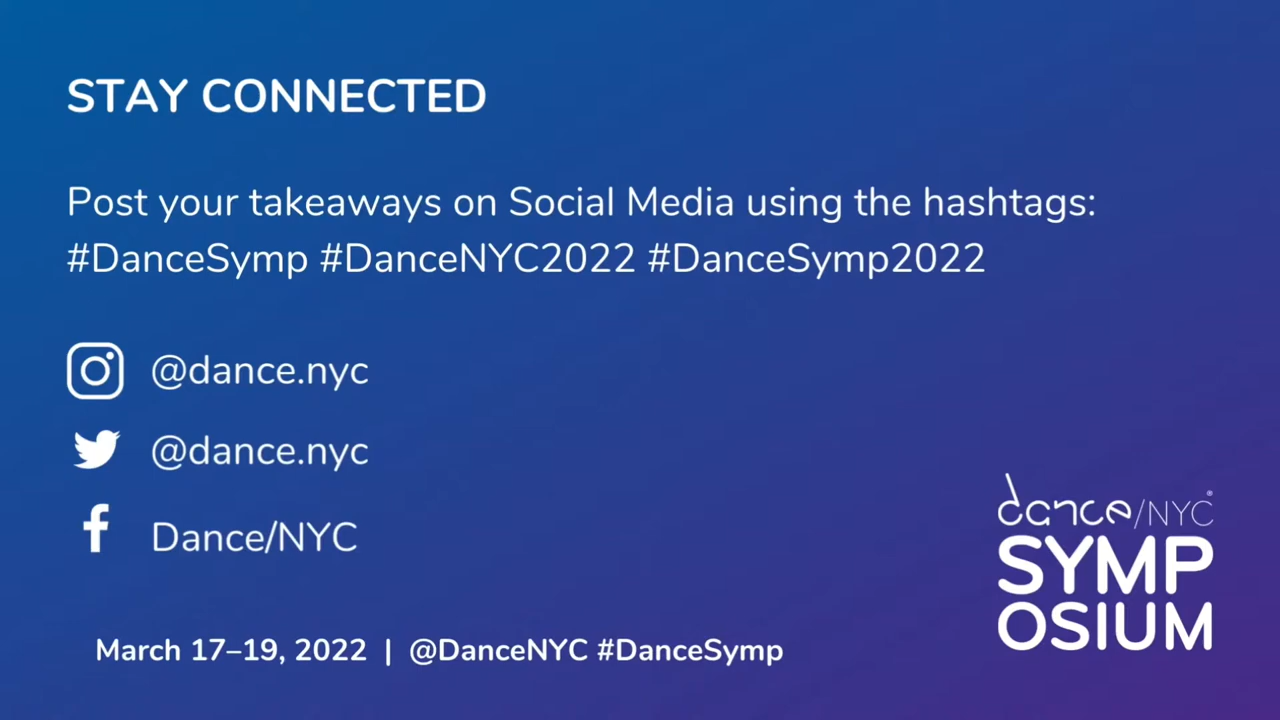 STAY CONNECTED
Post your takeaways on Social Media using the hashtags:
#DanceSymp #DanceNYC2022 #DanceSymp2022
@dance.nyc
@dance.nyc
Dance/NYC
dance/NYC®
SYMP
OSIUM
March 17–19, 2022 | @DanceNYC #DanceSymp